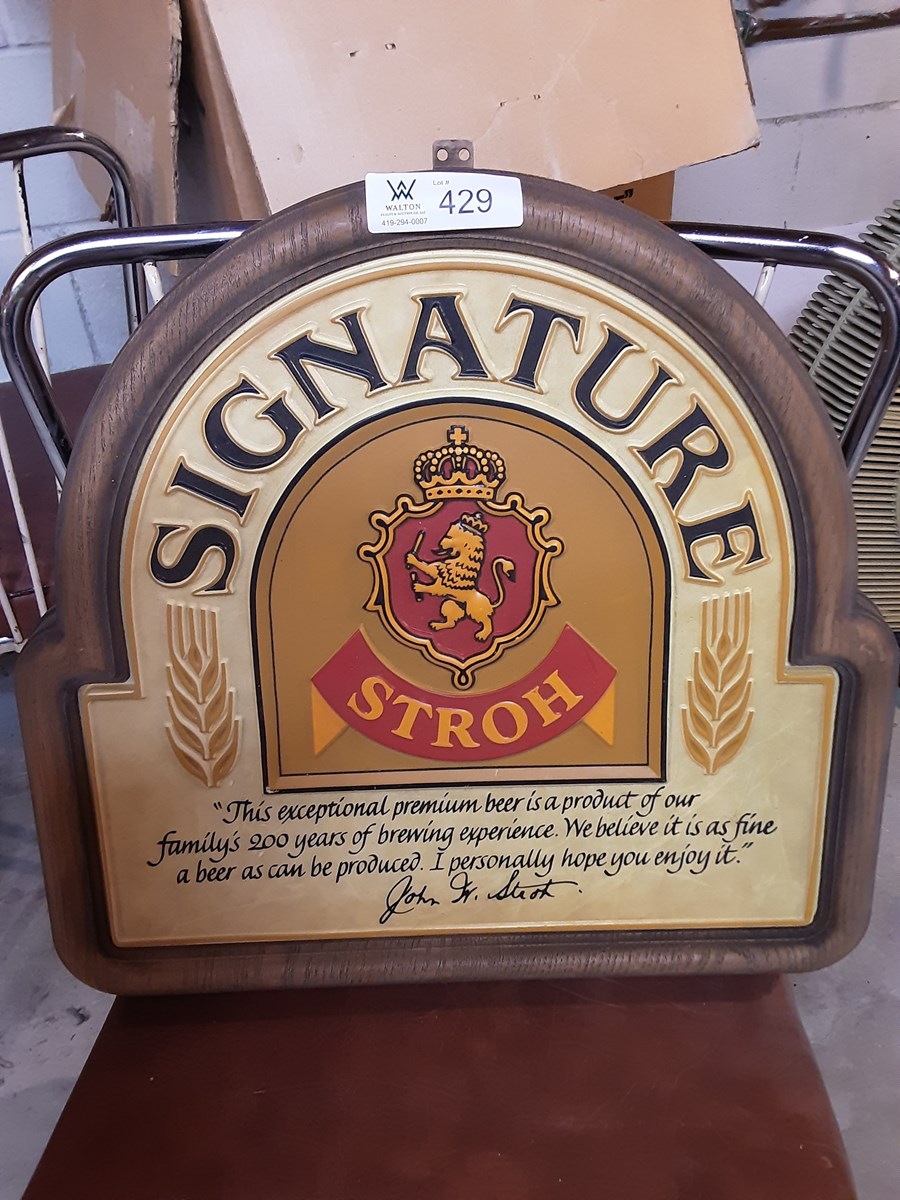 WALTON
Lot #
429
419-294-0007
SIGNATURE
STROH
"This exceptional premium beer is a product of our
family's 200 years of brewing experience. We believe it is as fine
a beer as can be produced. I personally hope you enjoy it."
John W. Stroh